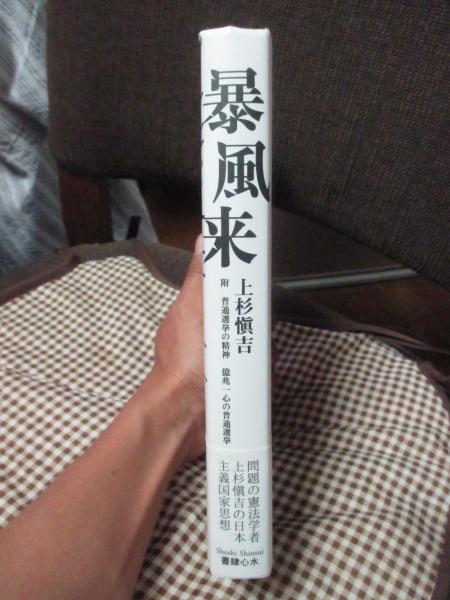 暴風来
上杉愼吉
附　普通選挙の精神　億兆一心の普通選挙
問題の憲法学者
上杉愼吉の日本
主義国家思想
Shoshi Shinsui
書肆心水